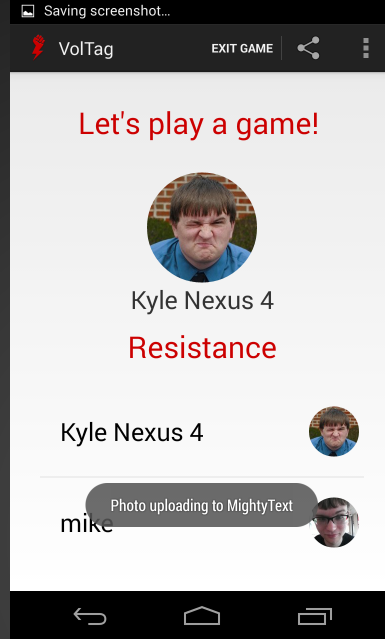 Saving screenshot...
VolTag
EXIT GAME
Let's play a game!
Kyle Nexus 4
Resistance
Kyle Nexus 4
Photo uploading to MightyText
mike